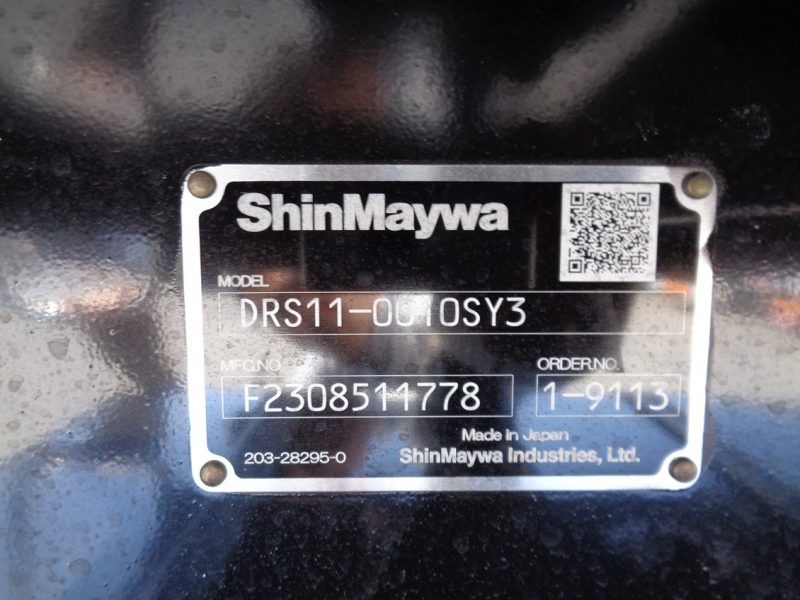 ShinMaywa
MODEL
DRS11-0010SY3
MFG.NO.
ORDER.NO.
F2308511778
1-9113
Made in Japan
203-28295-0
ShinMaywa Industries, Ltd.